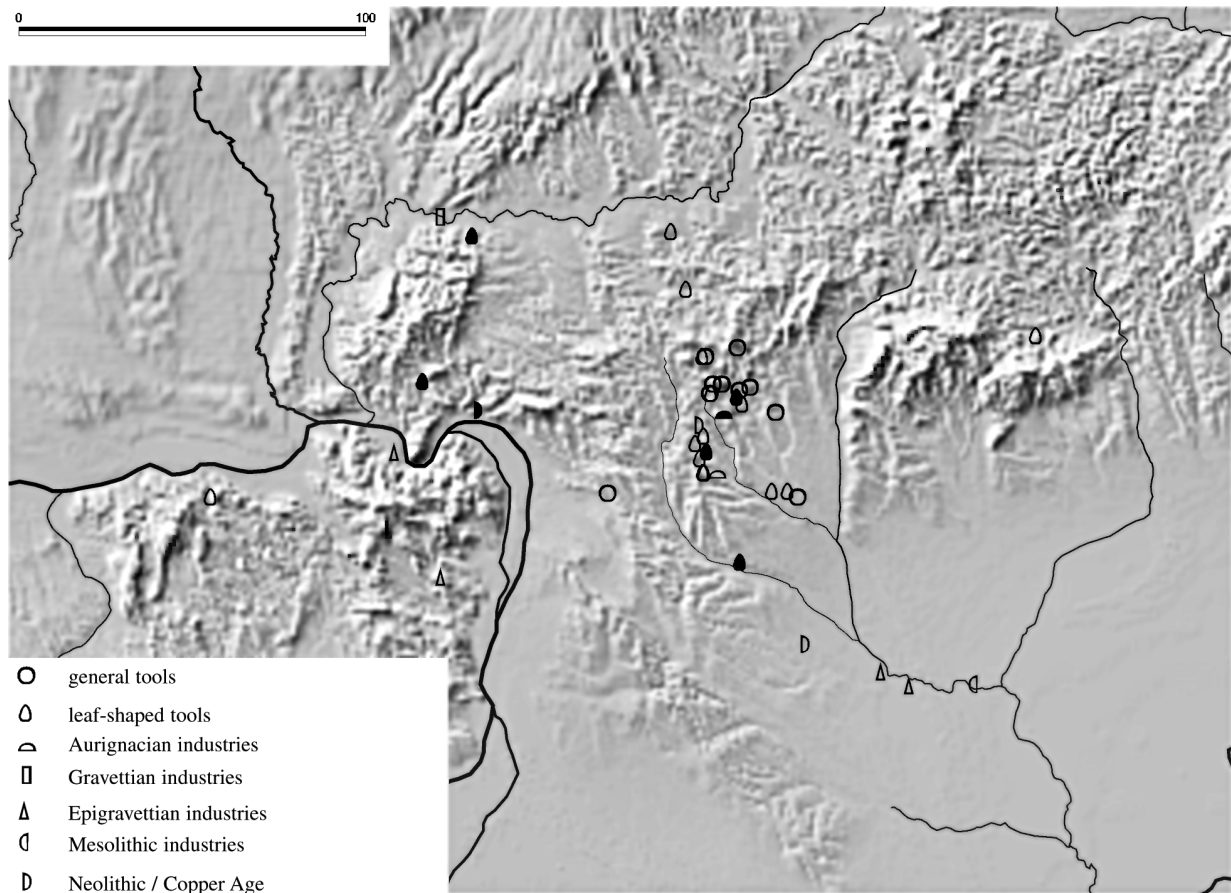 0 100
general tools
leaf-shaped tools
Aurignacian industries
Gravettian industries
Epigravettian industries
Mesolithic industries
Neolithic / Copper Age